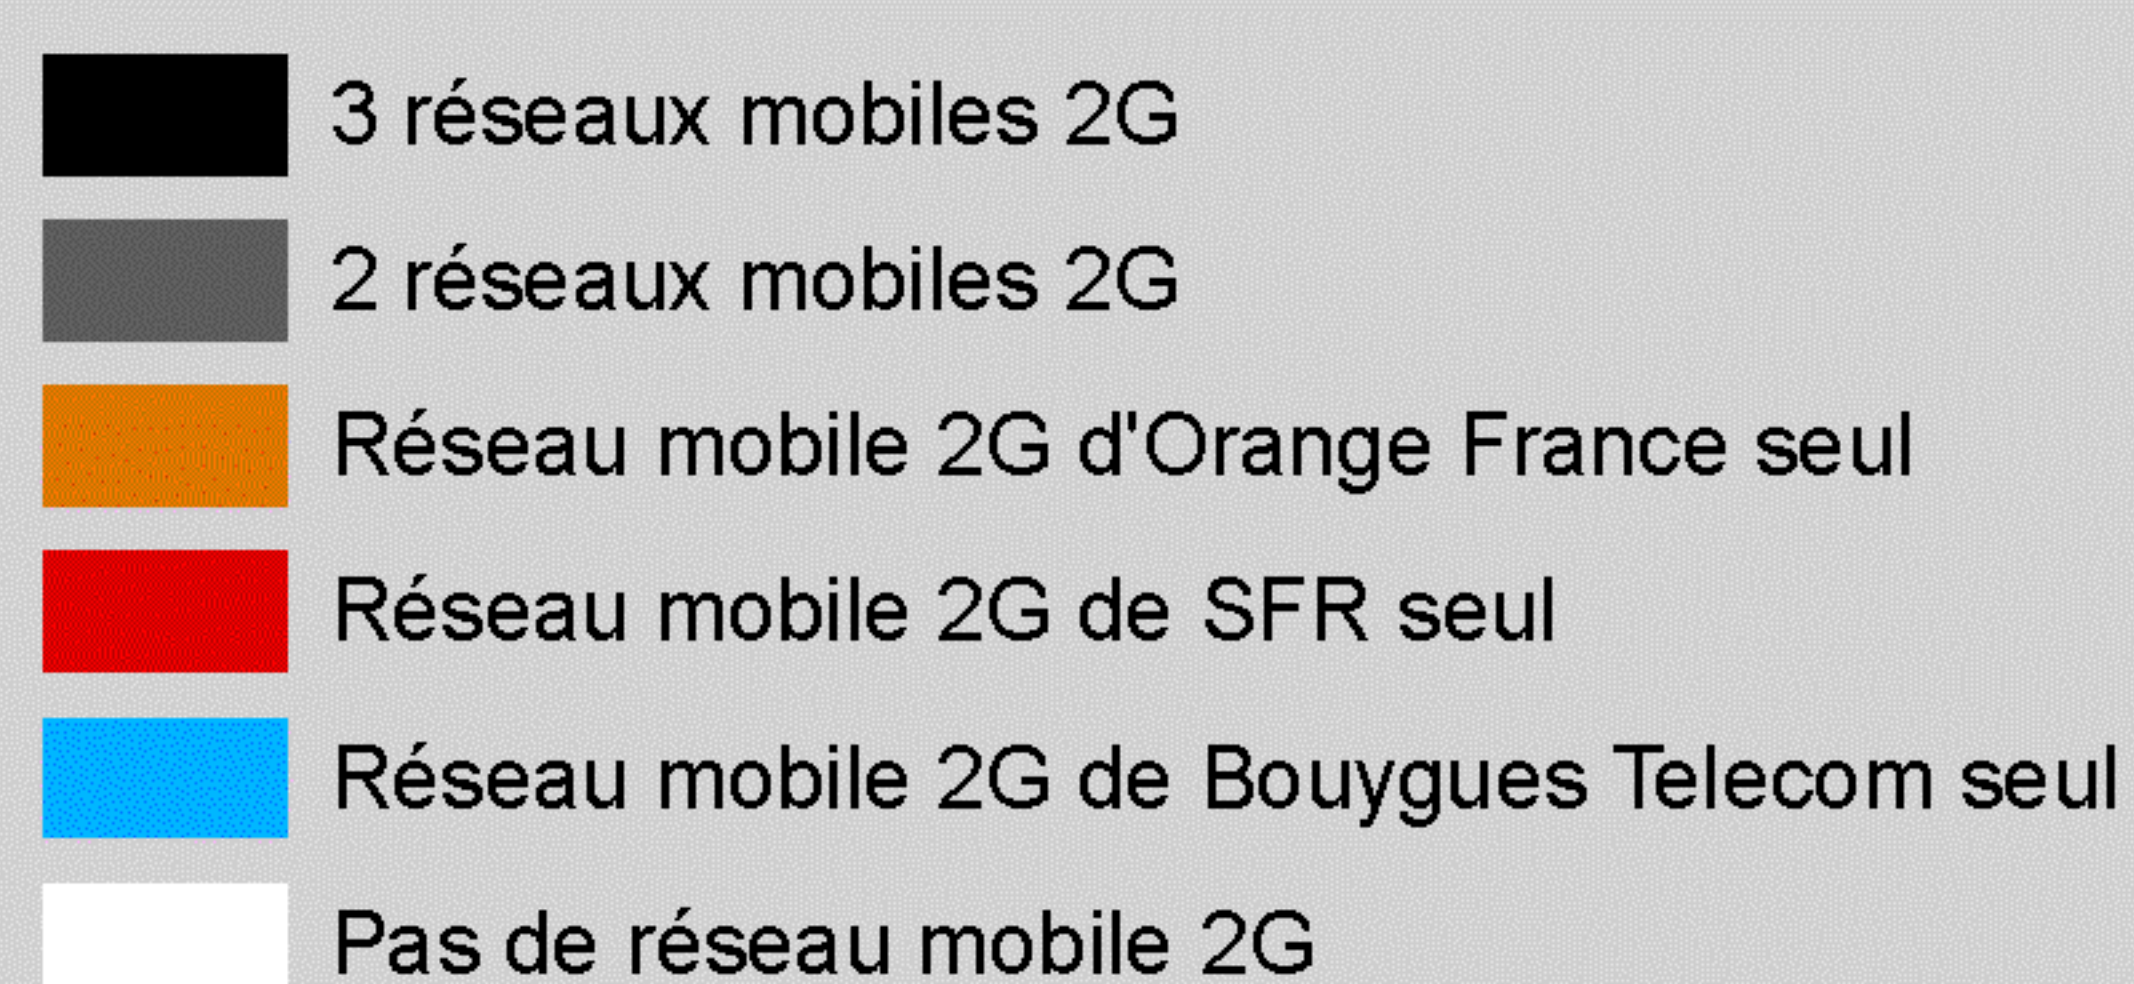 3 réseaux mobiles 2G
2 réseaux mobiles 2G
Réseau mobile 2G d'Orange France seul
Réseau mobile 2G de SFR seul
Réseau mobile 2G de Bouygues Telecom seul
Pas de réseau mobile 2G